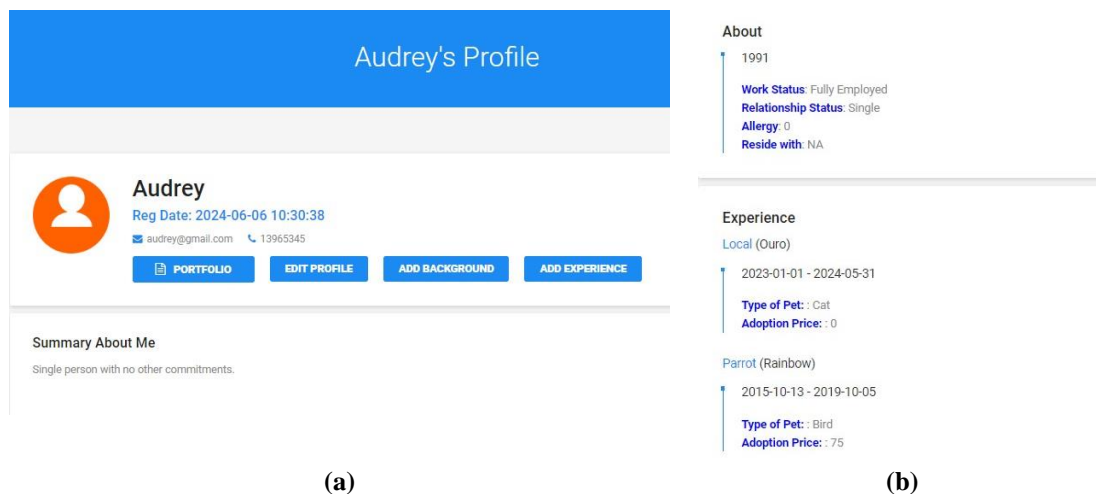 Audrey's Profile
Audrey
Reg Date: 2024-06-06 10:30:38
audrey@gmail.com 13965345
PORTFOLIO EDIT PROFILE ADD BACKGROUND ADD EXPERIENCE
Summary About Me
Single person with no other commitments.
(a)
About
1991
Work Status: Fully Employed
Relationship Status: Single
Allergy: 0
Reside with: NA
Experience
Local (Ouro)
2023-01-01 - 2024-05-31
Type of Pet: : Cat
Adoption Price: : 0
Parrot (Rainbow)
2015-10-13 - 2019-10-05
Type of Pet: : Bird
Adoption Price: : 75
(b)